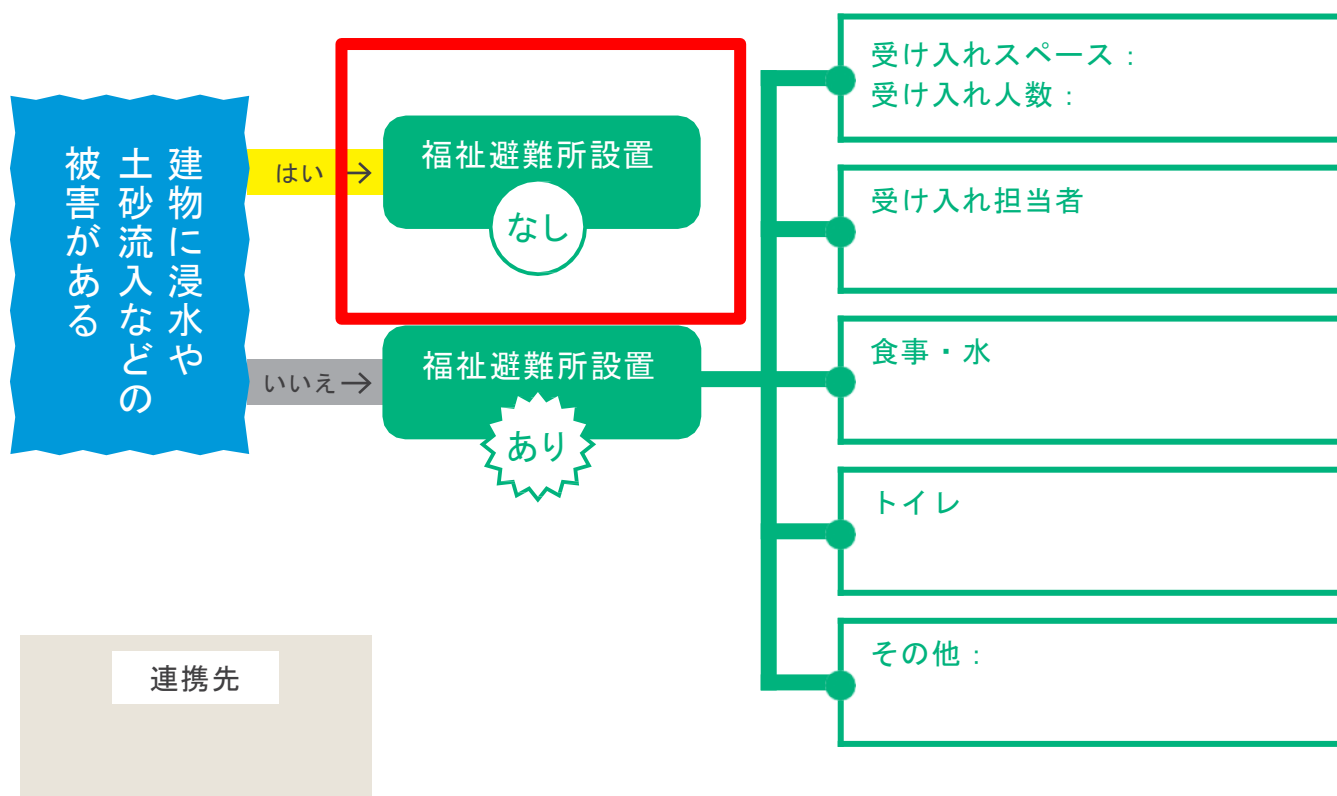 建物に浸水や
土砂流入などの
被害がある
はい→
福祉避難所設置
なし
いいえ→
福祉避難所設置
あり
受け入れスペース：
受け入れ人数：
受け入れ担当者
食事・水
トイレ
その他：
連携先